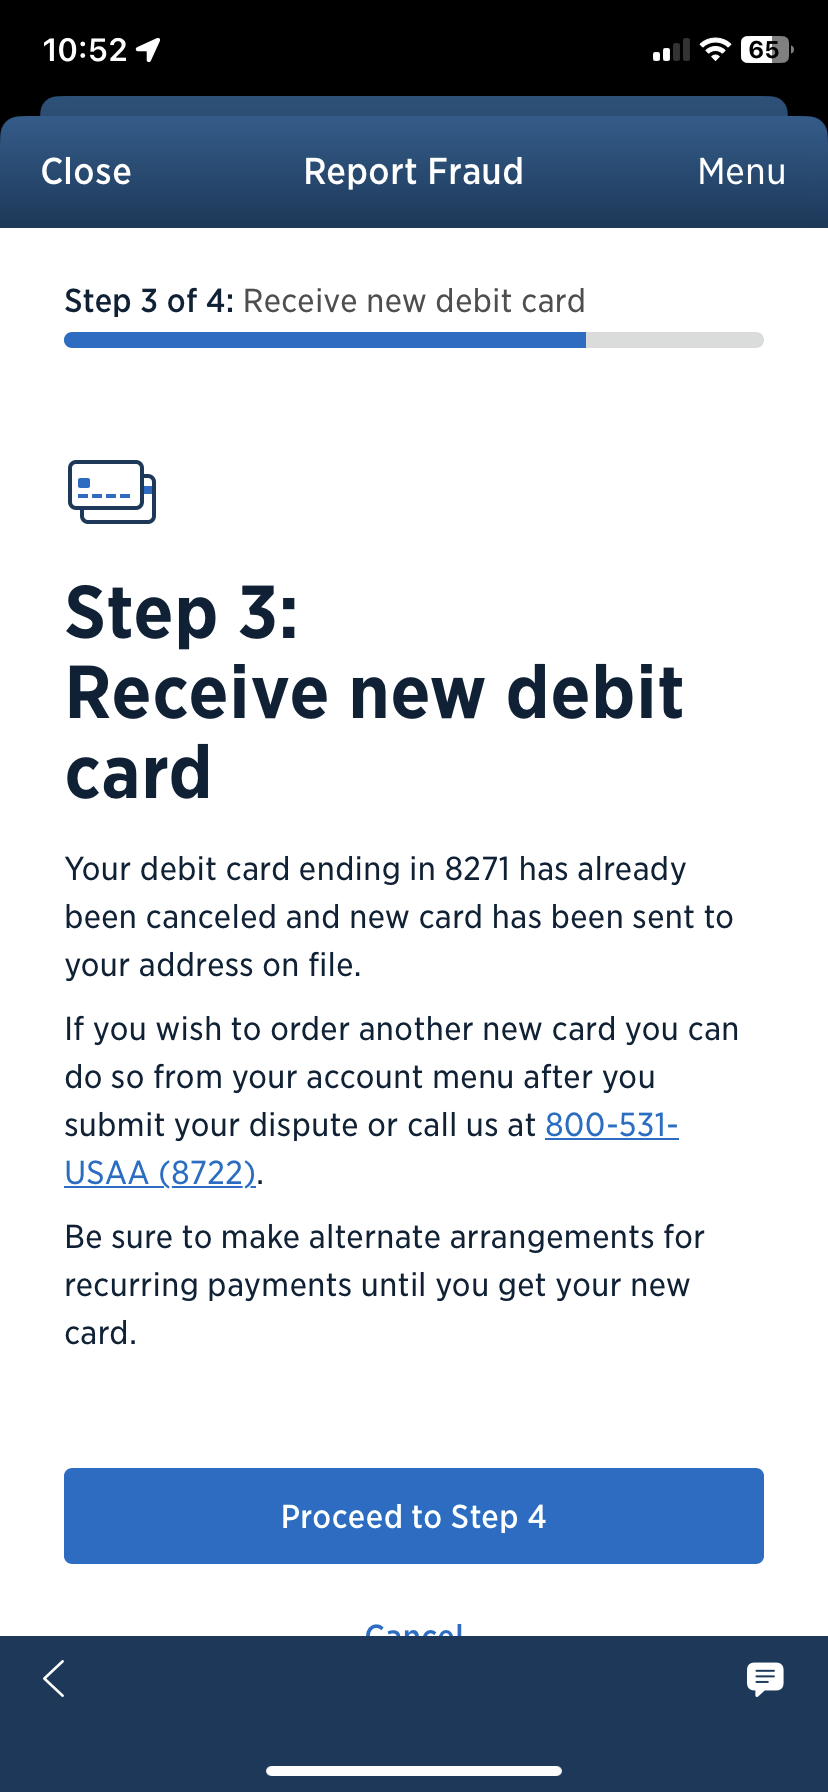 10:52
65
Close Report Fraud Menu
Step 3 of 4: Receive new debit card
Step 3:
Receive new debit
card
Your debit card ending in 8271 has already
been canceled and new card has been sent to
your address on file.
If you wish to order another new card you can
do so from your account menu after you
submit your dispute or call us at 800-531-
USAA (8722).
Be sure to make alternate arrangements for
recurring payments until you get your new
card.
Proceed to Step 4
Cancel